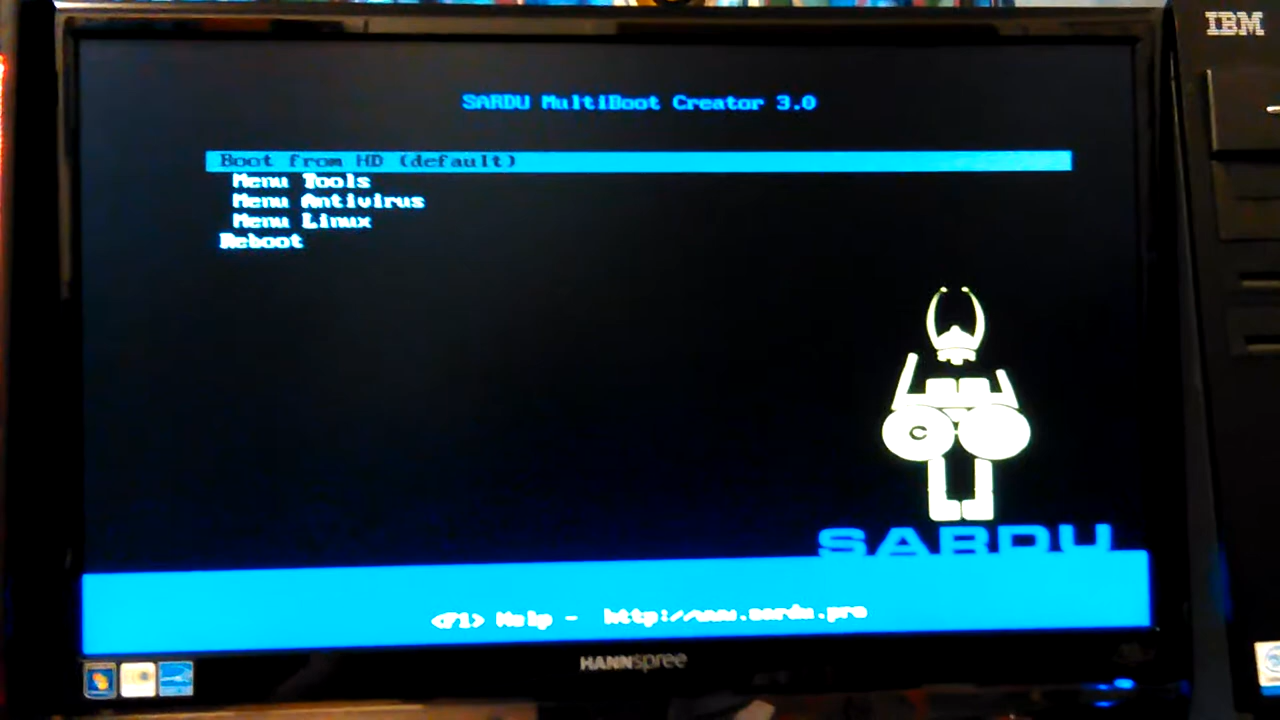 IBM
SARDU MultiBoot Creator 3.0
Boot from HD (default)
Menu Tools
Menu Antivirus
Menu Linux
Reboot
C
SARDU
<F1> Help - http://www.sardu.pro
HANNspree